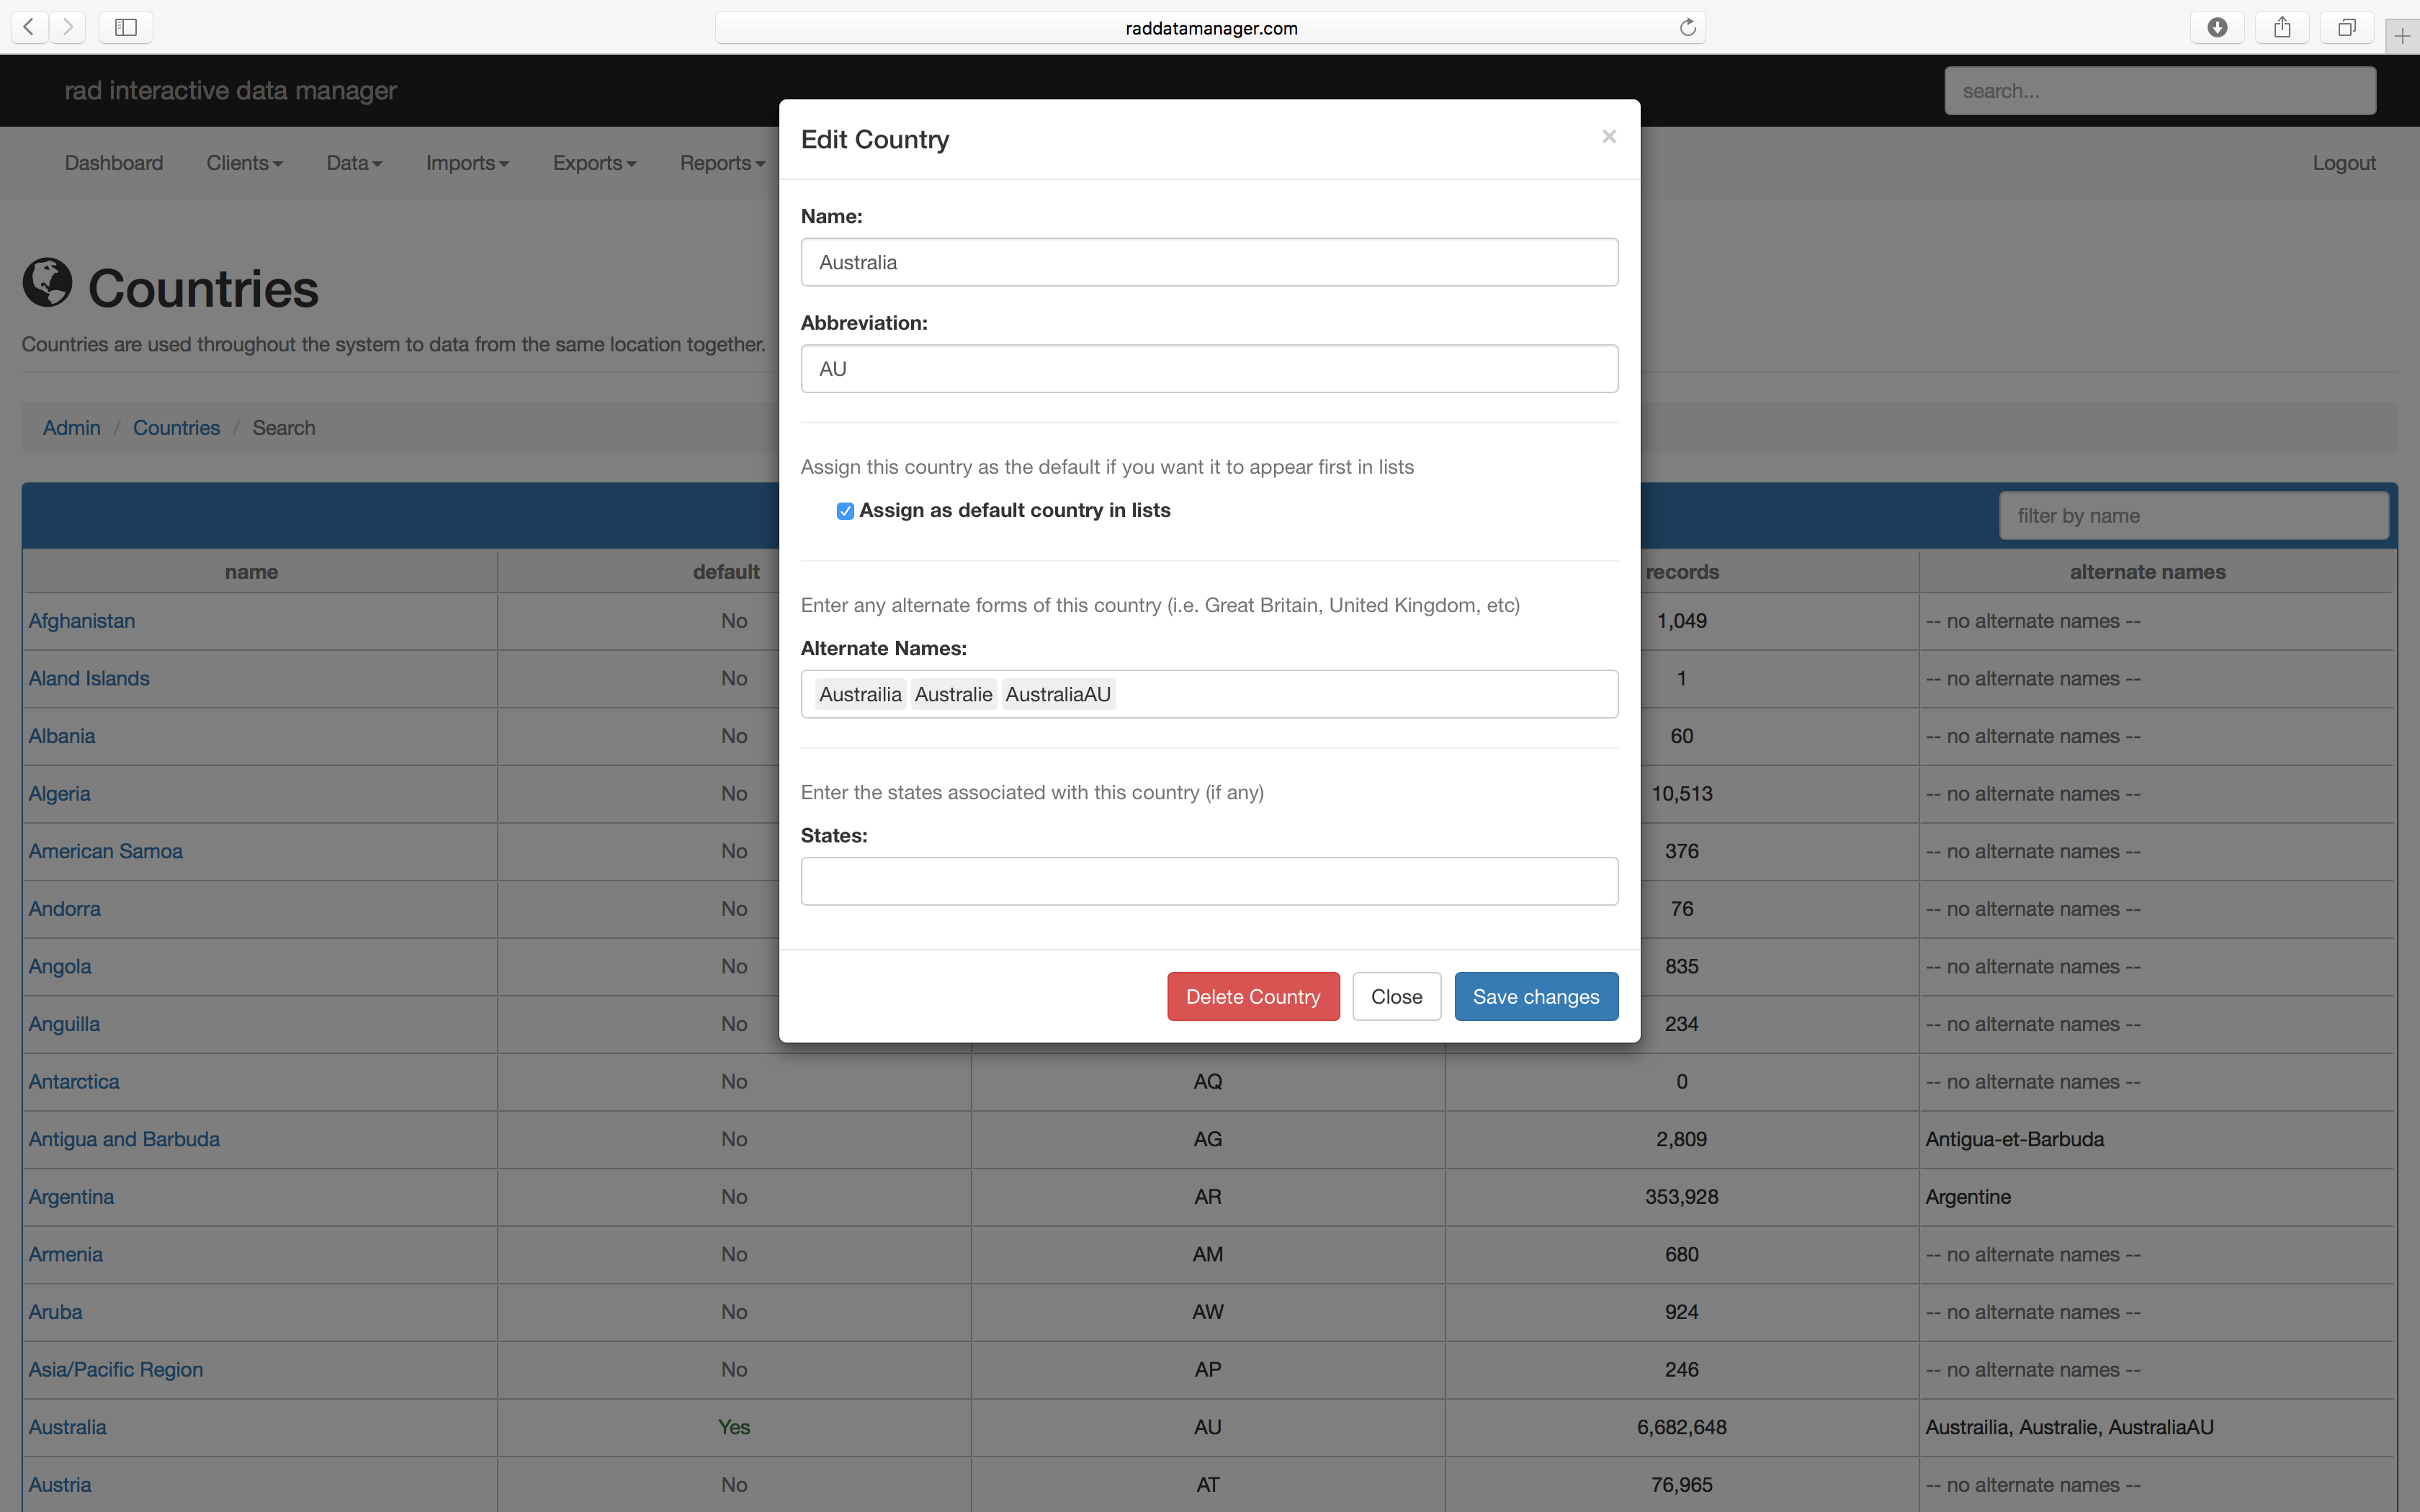 raddatamanager.com
rad interactive data manager
search...
Dashboard Clients Data Imports Exports Reports Logout
Edit Country ×
Name:
Australia
Abbreviation:
AU
Assign this country as the default if you want it to appear first in lists
Assign as default country in lists
Enter any alternate forms of this country (i.e. Great Britain, United Kingdom, etc)
Alternate Names:
Austrailia Australie AustraliaAU
Enter the states associated with this country (if any)
States:
Delete Country Close Save changes
Countries
Countries are used throughout the system to data from the same location together.
Admin / Countries / Search
filter by name
name default records alternate names
Afghanistan No 1,049 -- no alternate names --
Aland Islands No 1 -- no alternate names --
Albania No 60 -- no alternate names --
Algeria No 10,513 -- no alternate names --
American Samoa No 376 -- no alternate names --
Andorra No 76 -- no alternate names --
Angola No 835 -- no alternate names --
Anguilla No 234 -- no alternate names --
Antarctica No AQ 0 -- no alternate names --
Antigua and Barbuda No AG 2,809 Antigua-et-Barbuda
Argentina No AR 353,928 Argentine
Armenia No AM 680 -- no alternate names --
Aruba No AW 924 -- no alternate names --
Asia/Pacific Region No AP 246 -- no alternate names --
Australia Yes AU 6,682,648 Austrailia, Australie, AustraliaAU
Austria No AT 76,965 -- no alternate names --